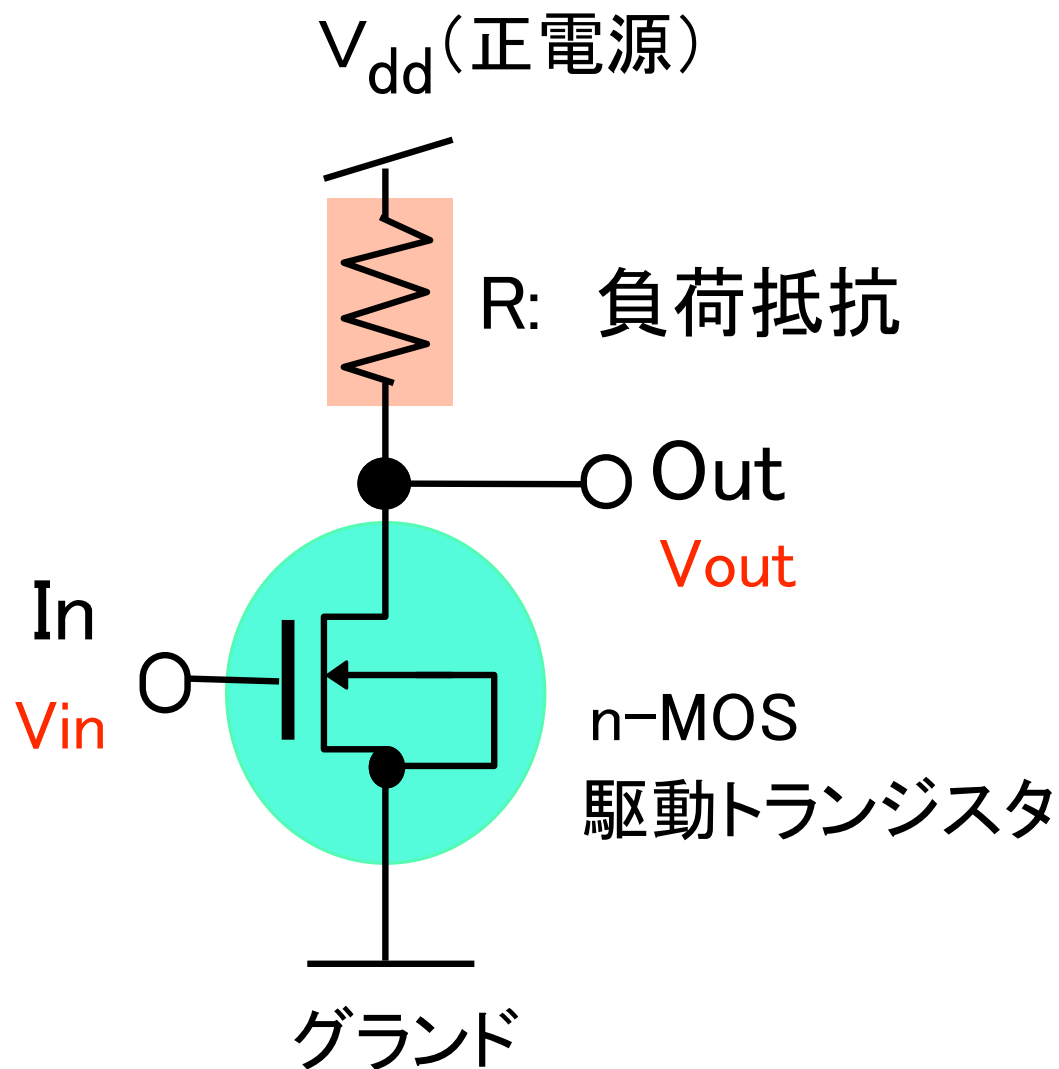 Vdd(正電源)
R: 負荷抵抗
Out
Vout
In
Vin
n-MOS
駆動トランジスタ
グランド